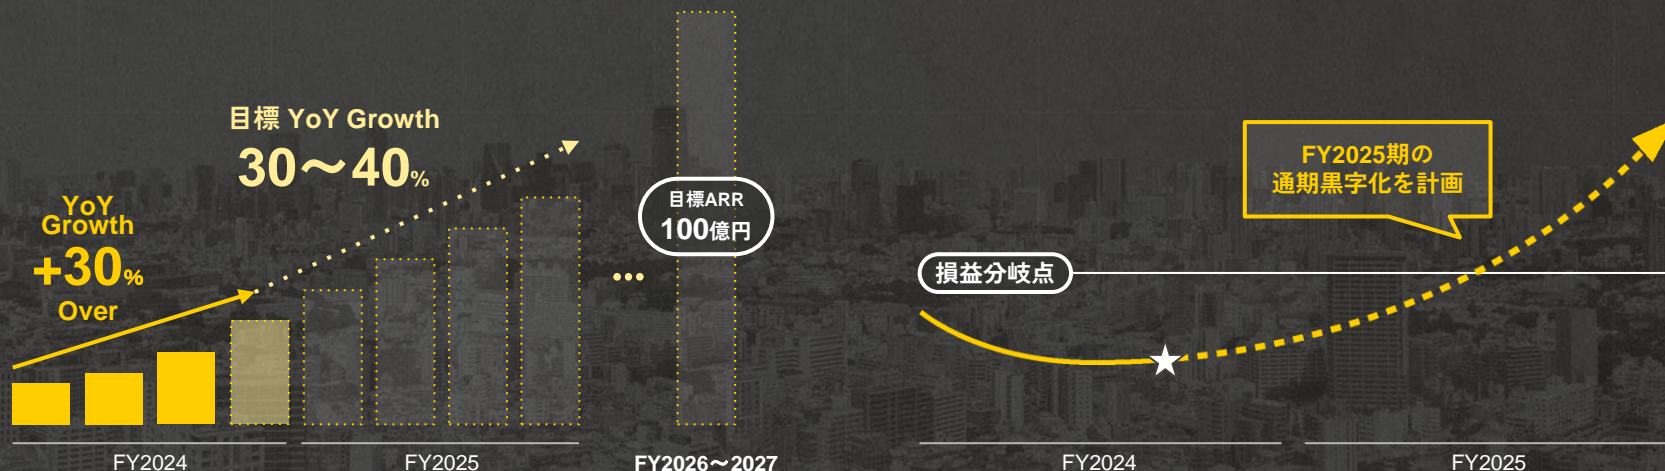 目標 YoY Growth
30〜40%
YoY
Growth
+30%
Over
目標ARR
100億円
FY2024
FY2025
FY2026〜2027
FY2025期の
通期黒字化を計画
損益分岐点
FY2024
FY2025